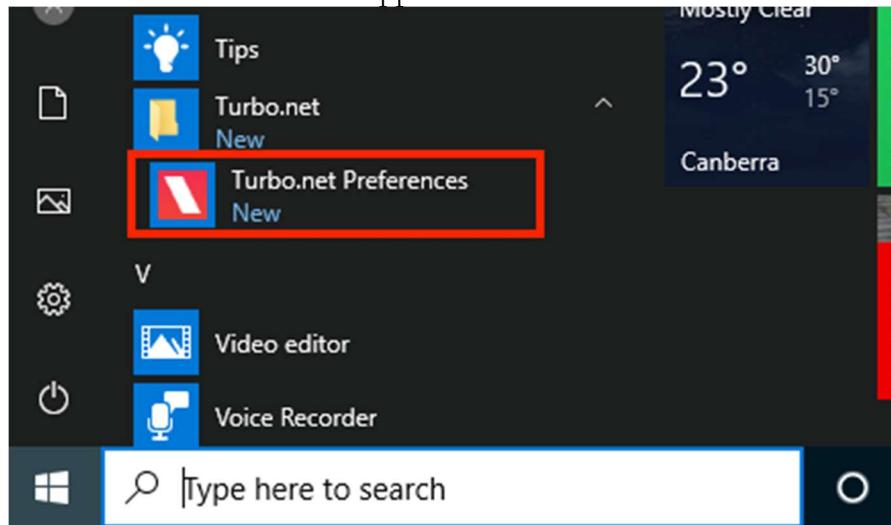 Tips
Turbo.net
New
Turbo.net Preferences
New
V
Video editor
Voice Recorder
Mostly Clear
23° 30°
15°
Canberra
Type here to search